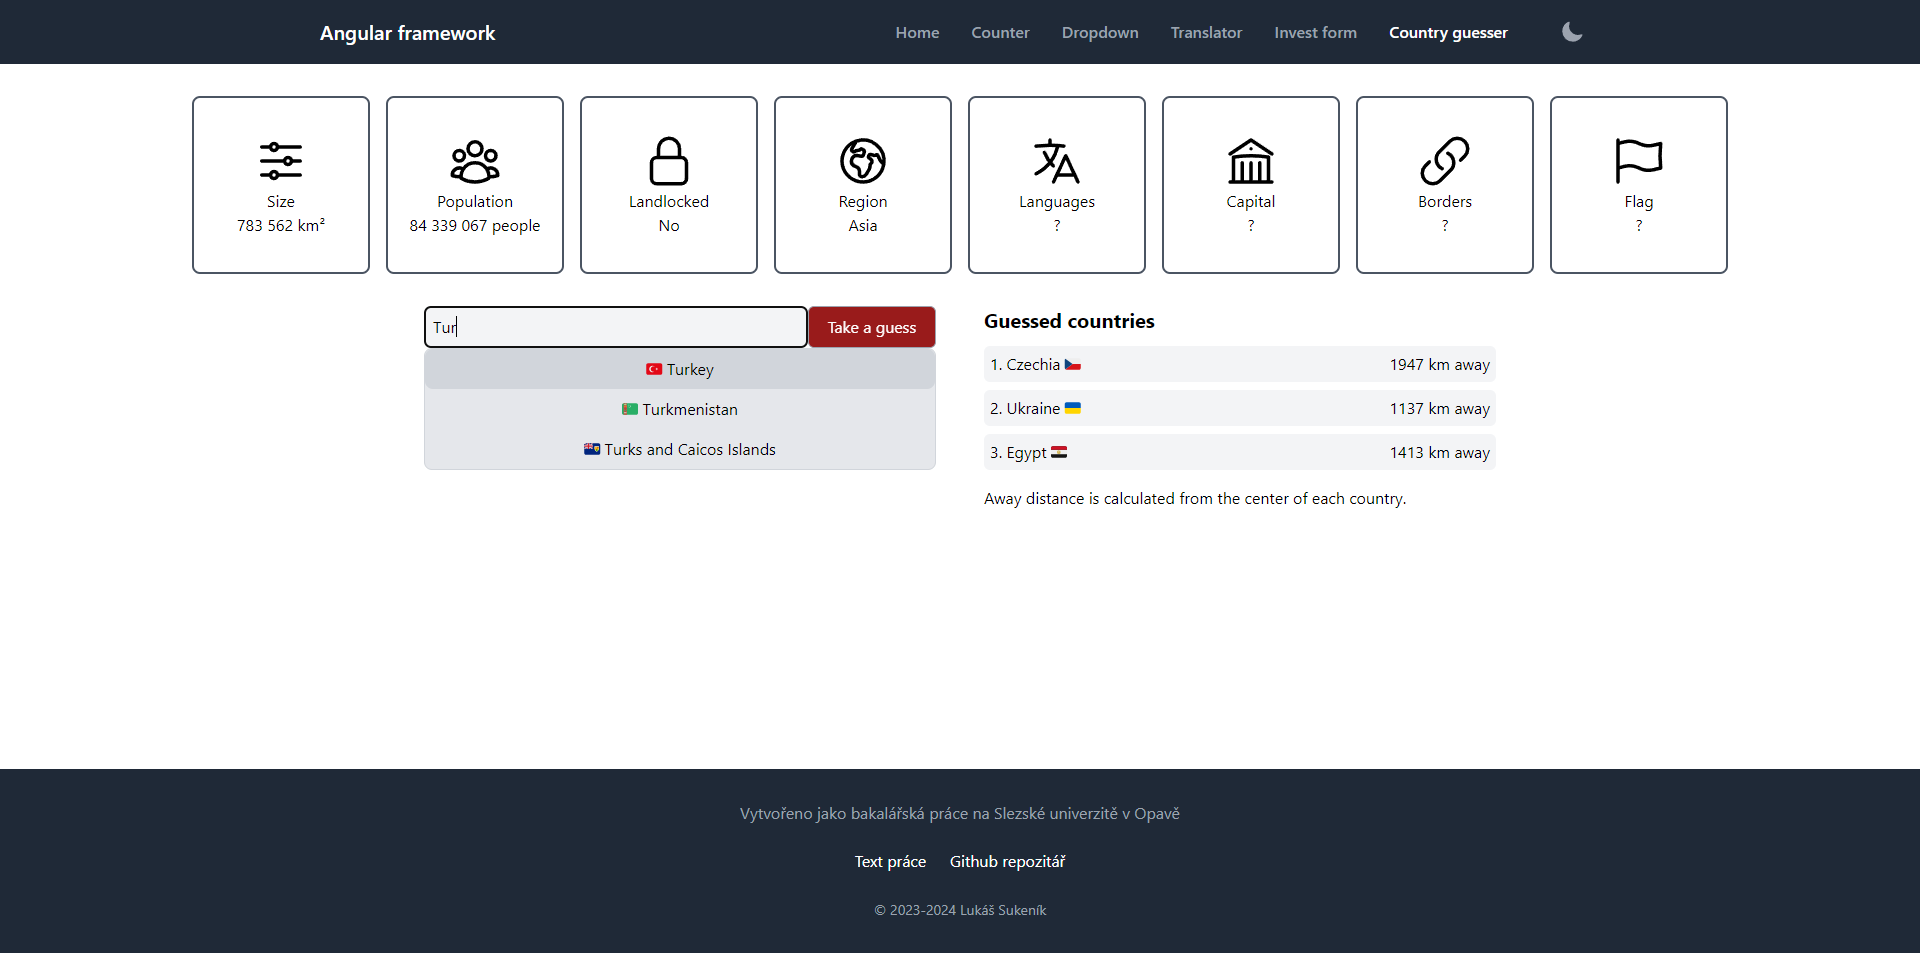 Angular framework
Home
Counter
Dropdown
Translator
Invest form
Country guesser
Size
783 562 km²
Population
84 339 067 people
Landlocked
No
Region
Asia
Languages
?
Capital
?
Borders
?
Flag
?
Tur
Take a guess
Turkey
Turkmenistan
Turks and Caicos Islands
Guessed countries
1. Czechia 1947 km away
2. Ukraine 1137 km away
3. Egypt 1413 km away
Away distance is calculated from the center of each country.
Vytvořeno jako bakalářská práce na Slezské univerzitě v Opavě
Text práce
Github repozitář
© 2023-2024 Lukáš Sukeník